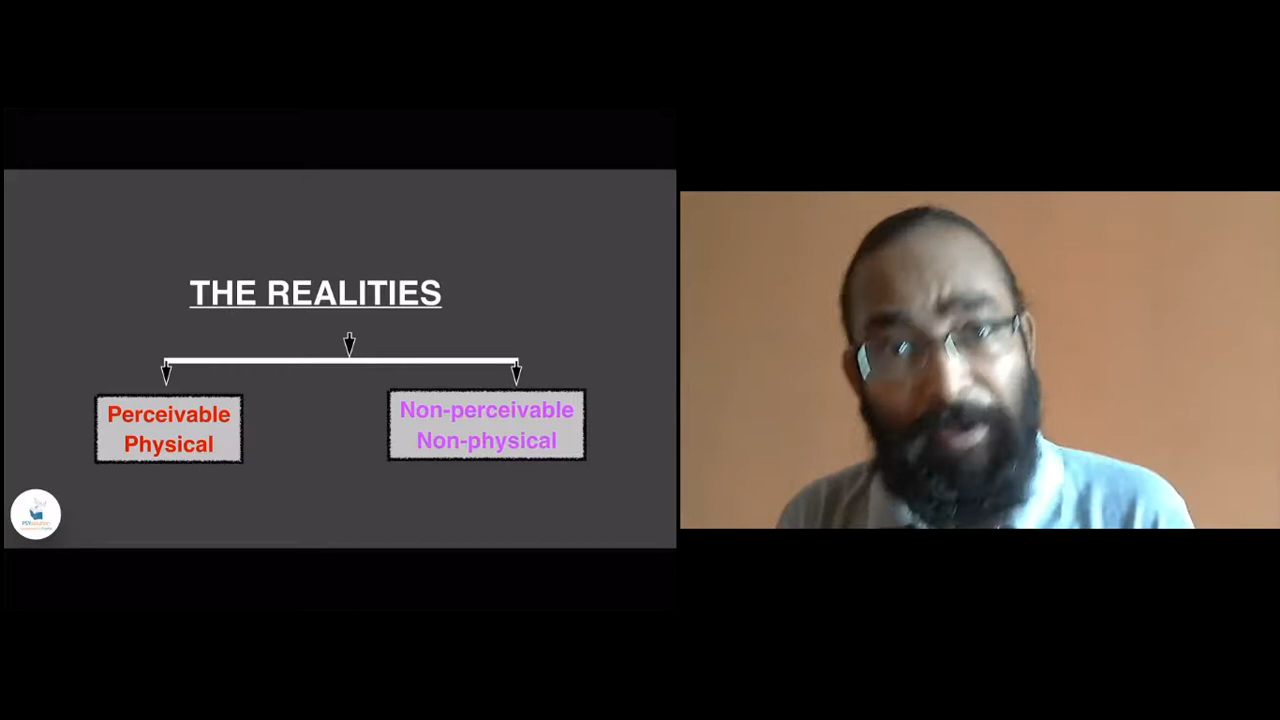 THE REALITIES
Perceivable
Physical
Non-perceivable
Non-physical